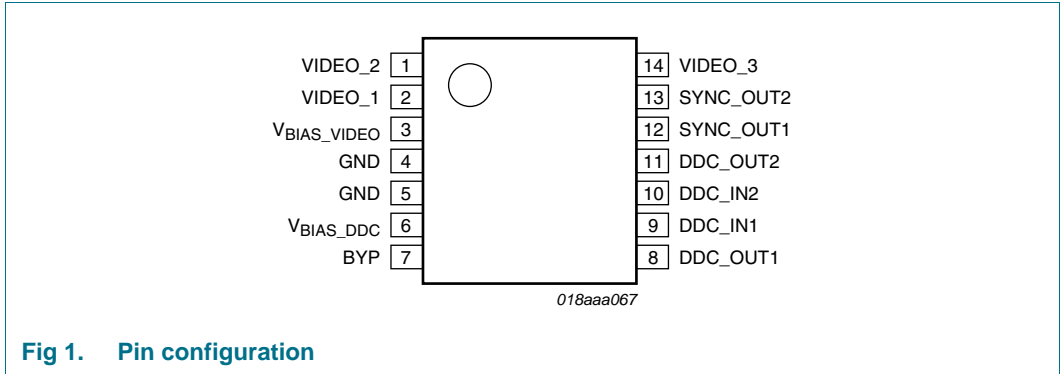 VIDEO_2 1 14 VIDEO_3
VIDEO_1 2 13 SYNC_OUT2
VBIAS_VIDEO 3 12 SYNC_OUT1
GND 4 11 DDC_OUT2
GND 5 10 DDC_IN2
VBIAS_DDC 6 9 DDC_IN1
BYP 7 8 DDC_OUT1
018aaa067
Fig 1. Pin configuration